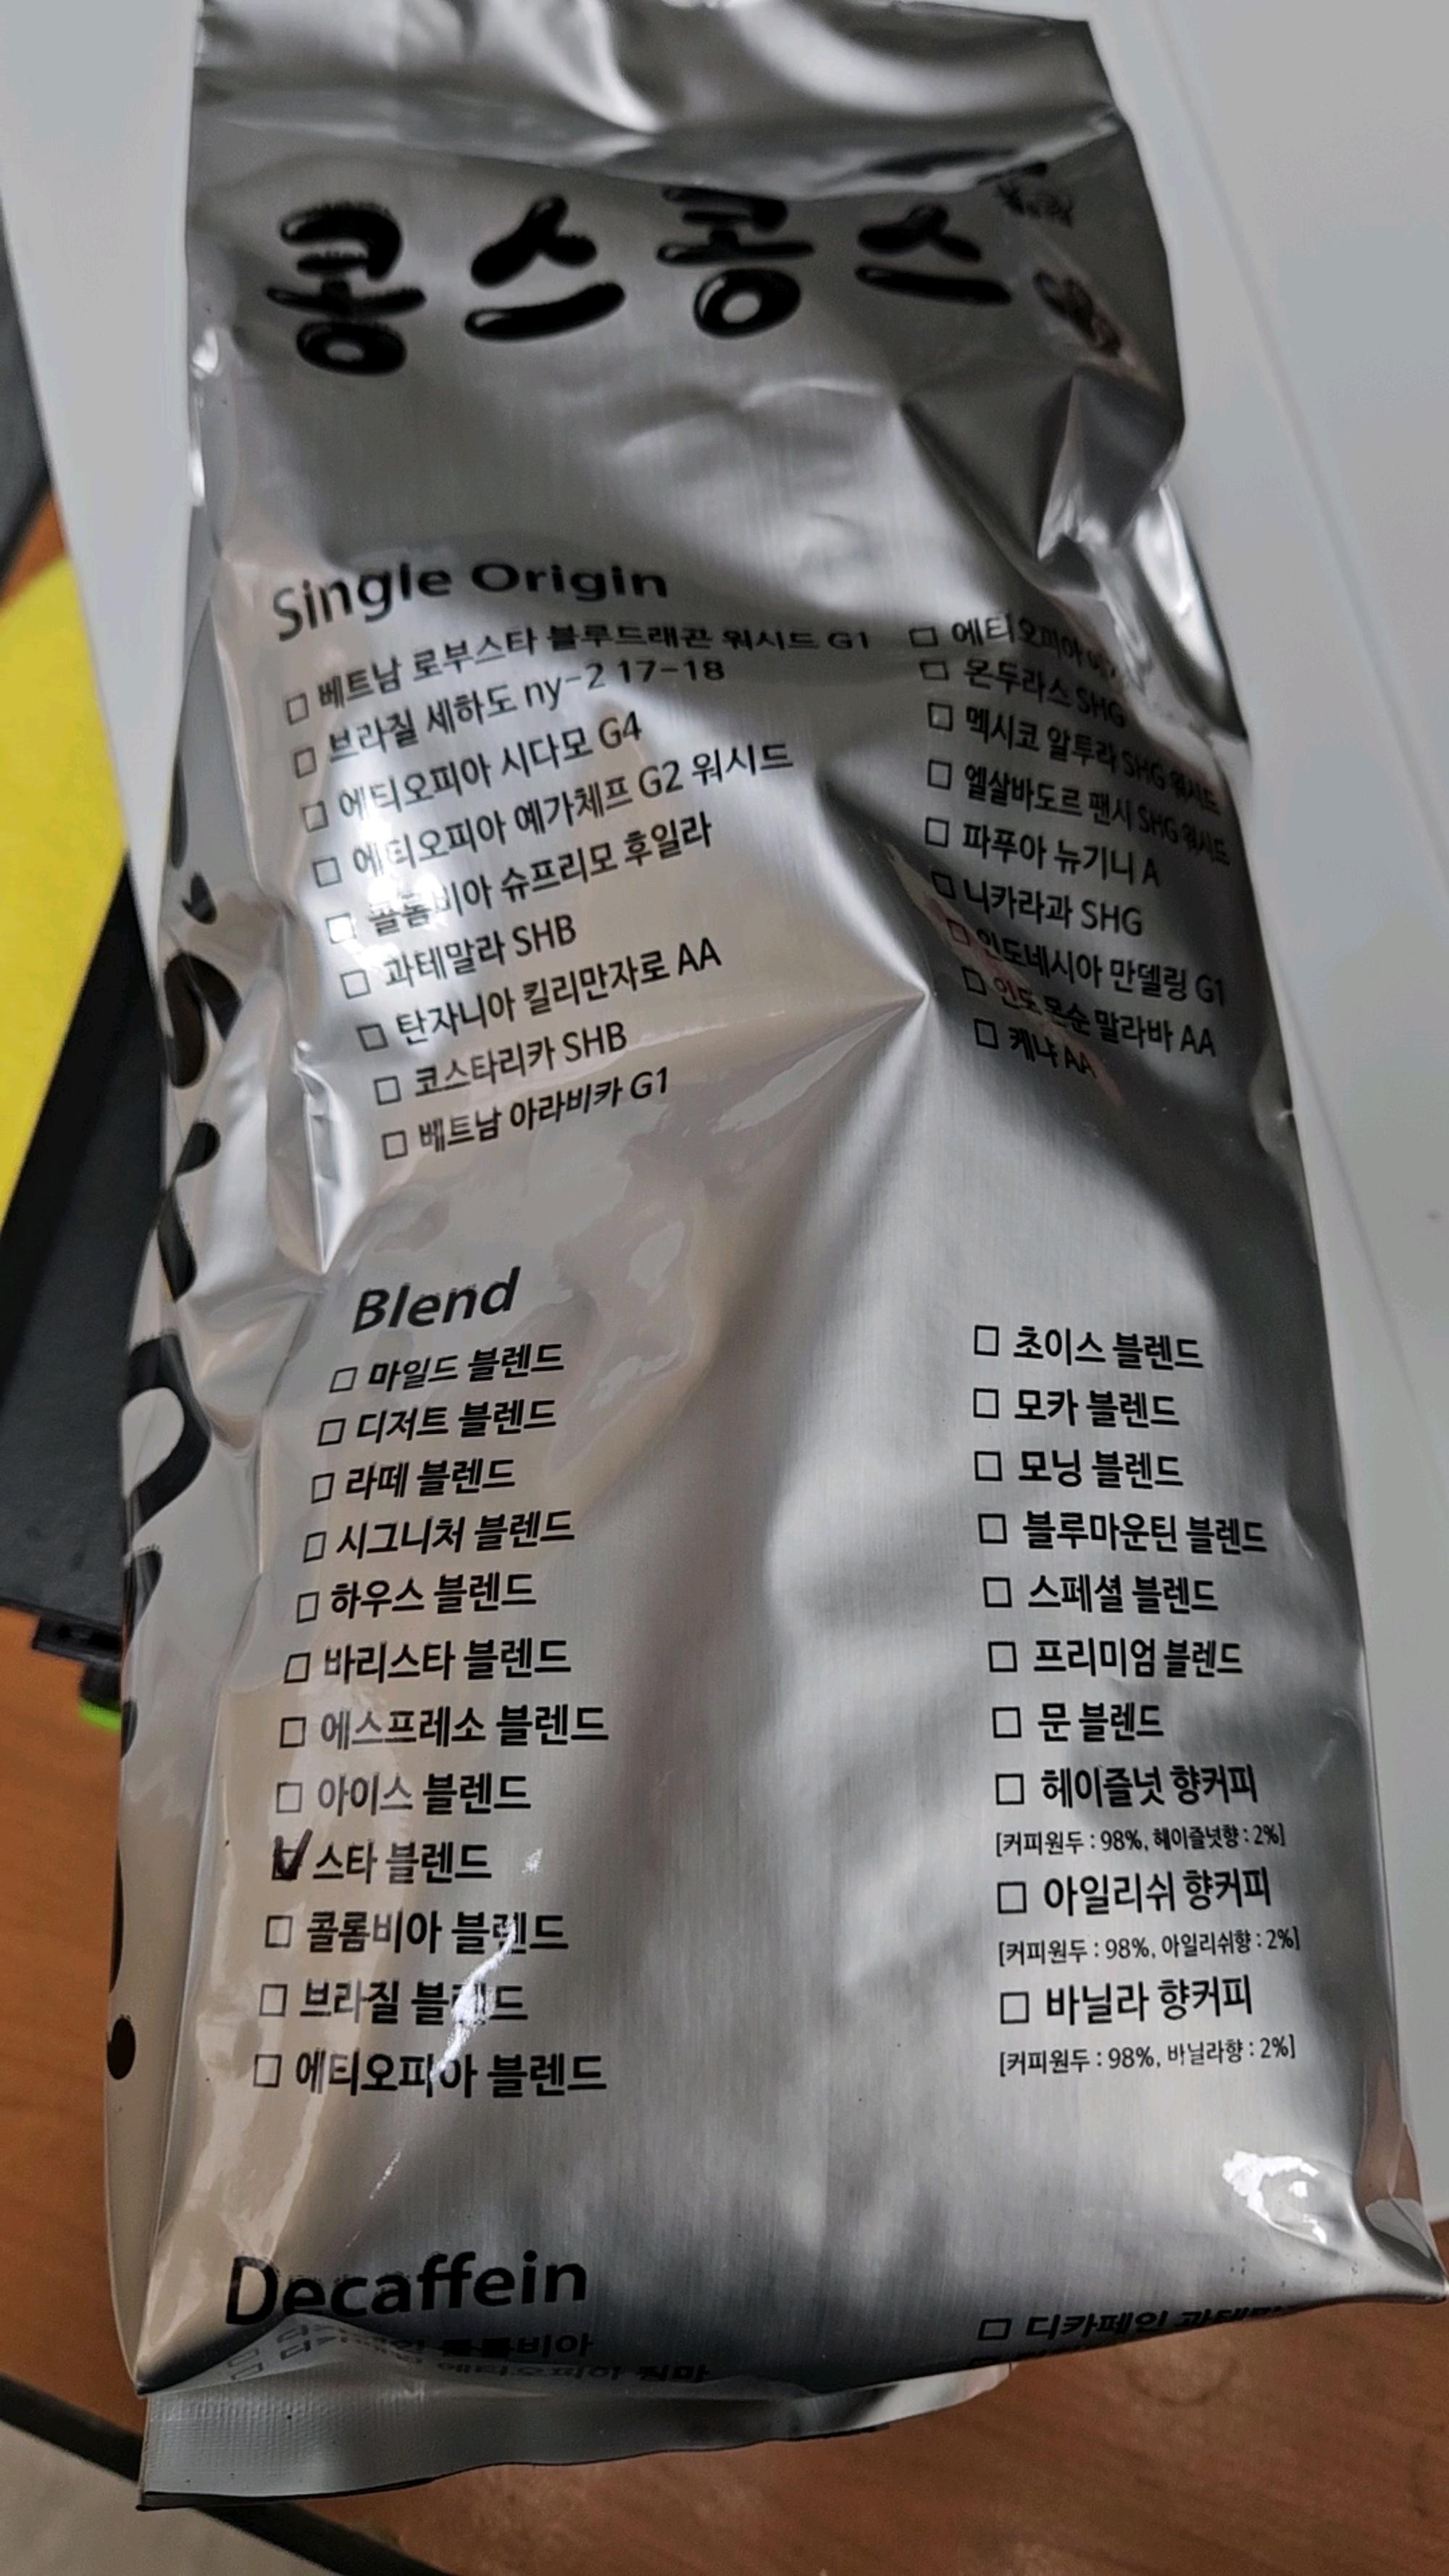 콩스콩스
Single Origin
□ 베트남 로부스타 블루드래곤 워시드 G1
□ 브라질 세하도 ny-2 17-18
□ 에티오피아 시다모 G4
□ 에티오피아 예가체프 G2 워시드
□ 콜롬비아 슈프리모 후일라
□ 과테말라 SHB
□ 탄자니아 킬리만자로 AA
□ 코스타리카 SHB
□ 베트남 아라비카 G1
□ 에티오피아
□ 온두라스 SHG
□ 멕시코 알투라 SHG 워시드
□ 엘살바도르 팬시 SHG 워시드
□ 파푸아 뉴기니 A
□ 니카라과 SHG
□ 인도네시아 만델링 G1
□ 인도 몬순 말라바 AA
□ 케냐 AA
Blend
□ 마일드 블렌드
□ 디저트 블렌드
□ 라떼 블렌드
□ 시그니처 블렌드
□ 하우스 블렌드
□ 바리스타 블렌드
□ 에스프레소 블렌드
□ 아이스 블렌드
☑ 스타 블렌드
□ 콜롬비아 블렌드
□ 브라질 블렌드
□ 에티오피아 블렌드
□ 초이스 블렌드
□ 모카 블렌드
□ 모닝 블렌드
□ 블루마운틴 블렌드
□ 스페셜 블렌드
□ 프리미엄 블렌드
□ 문 블렌드
□ 헤이즐넛 향커피
[커피원두 : 98%, 헤이즐넛향 : 2%]
□ 아일리쉬 향커피
[커피원두 : 98%, 아일리쉬향 : 2%]
□ 바닐라 향커피
[커피원두 : 98%, 바닐라향 : 2%]
Decaffein
□ 디카페인 콜롬비아
□ 디카페인